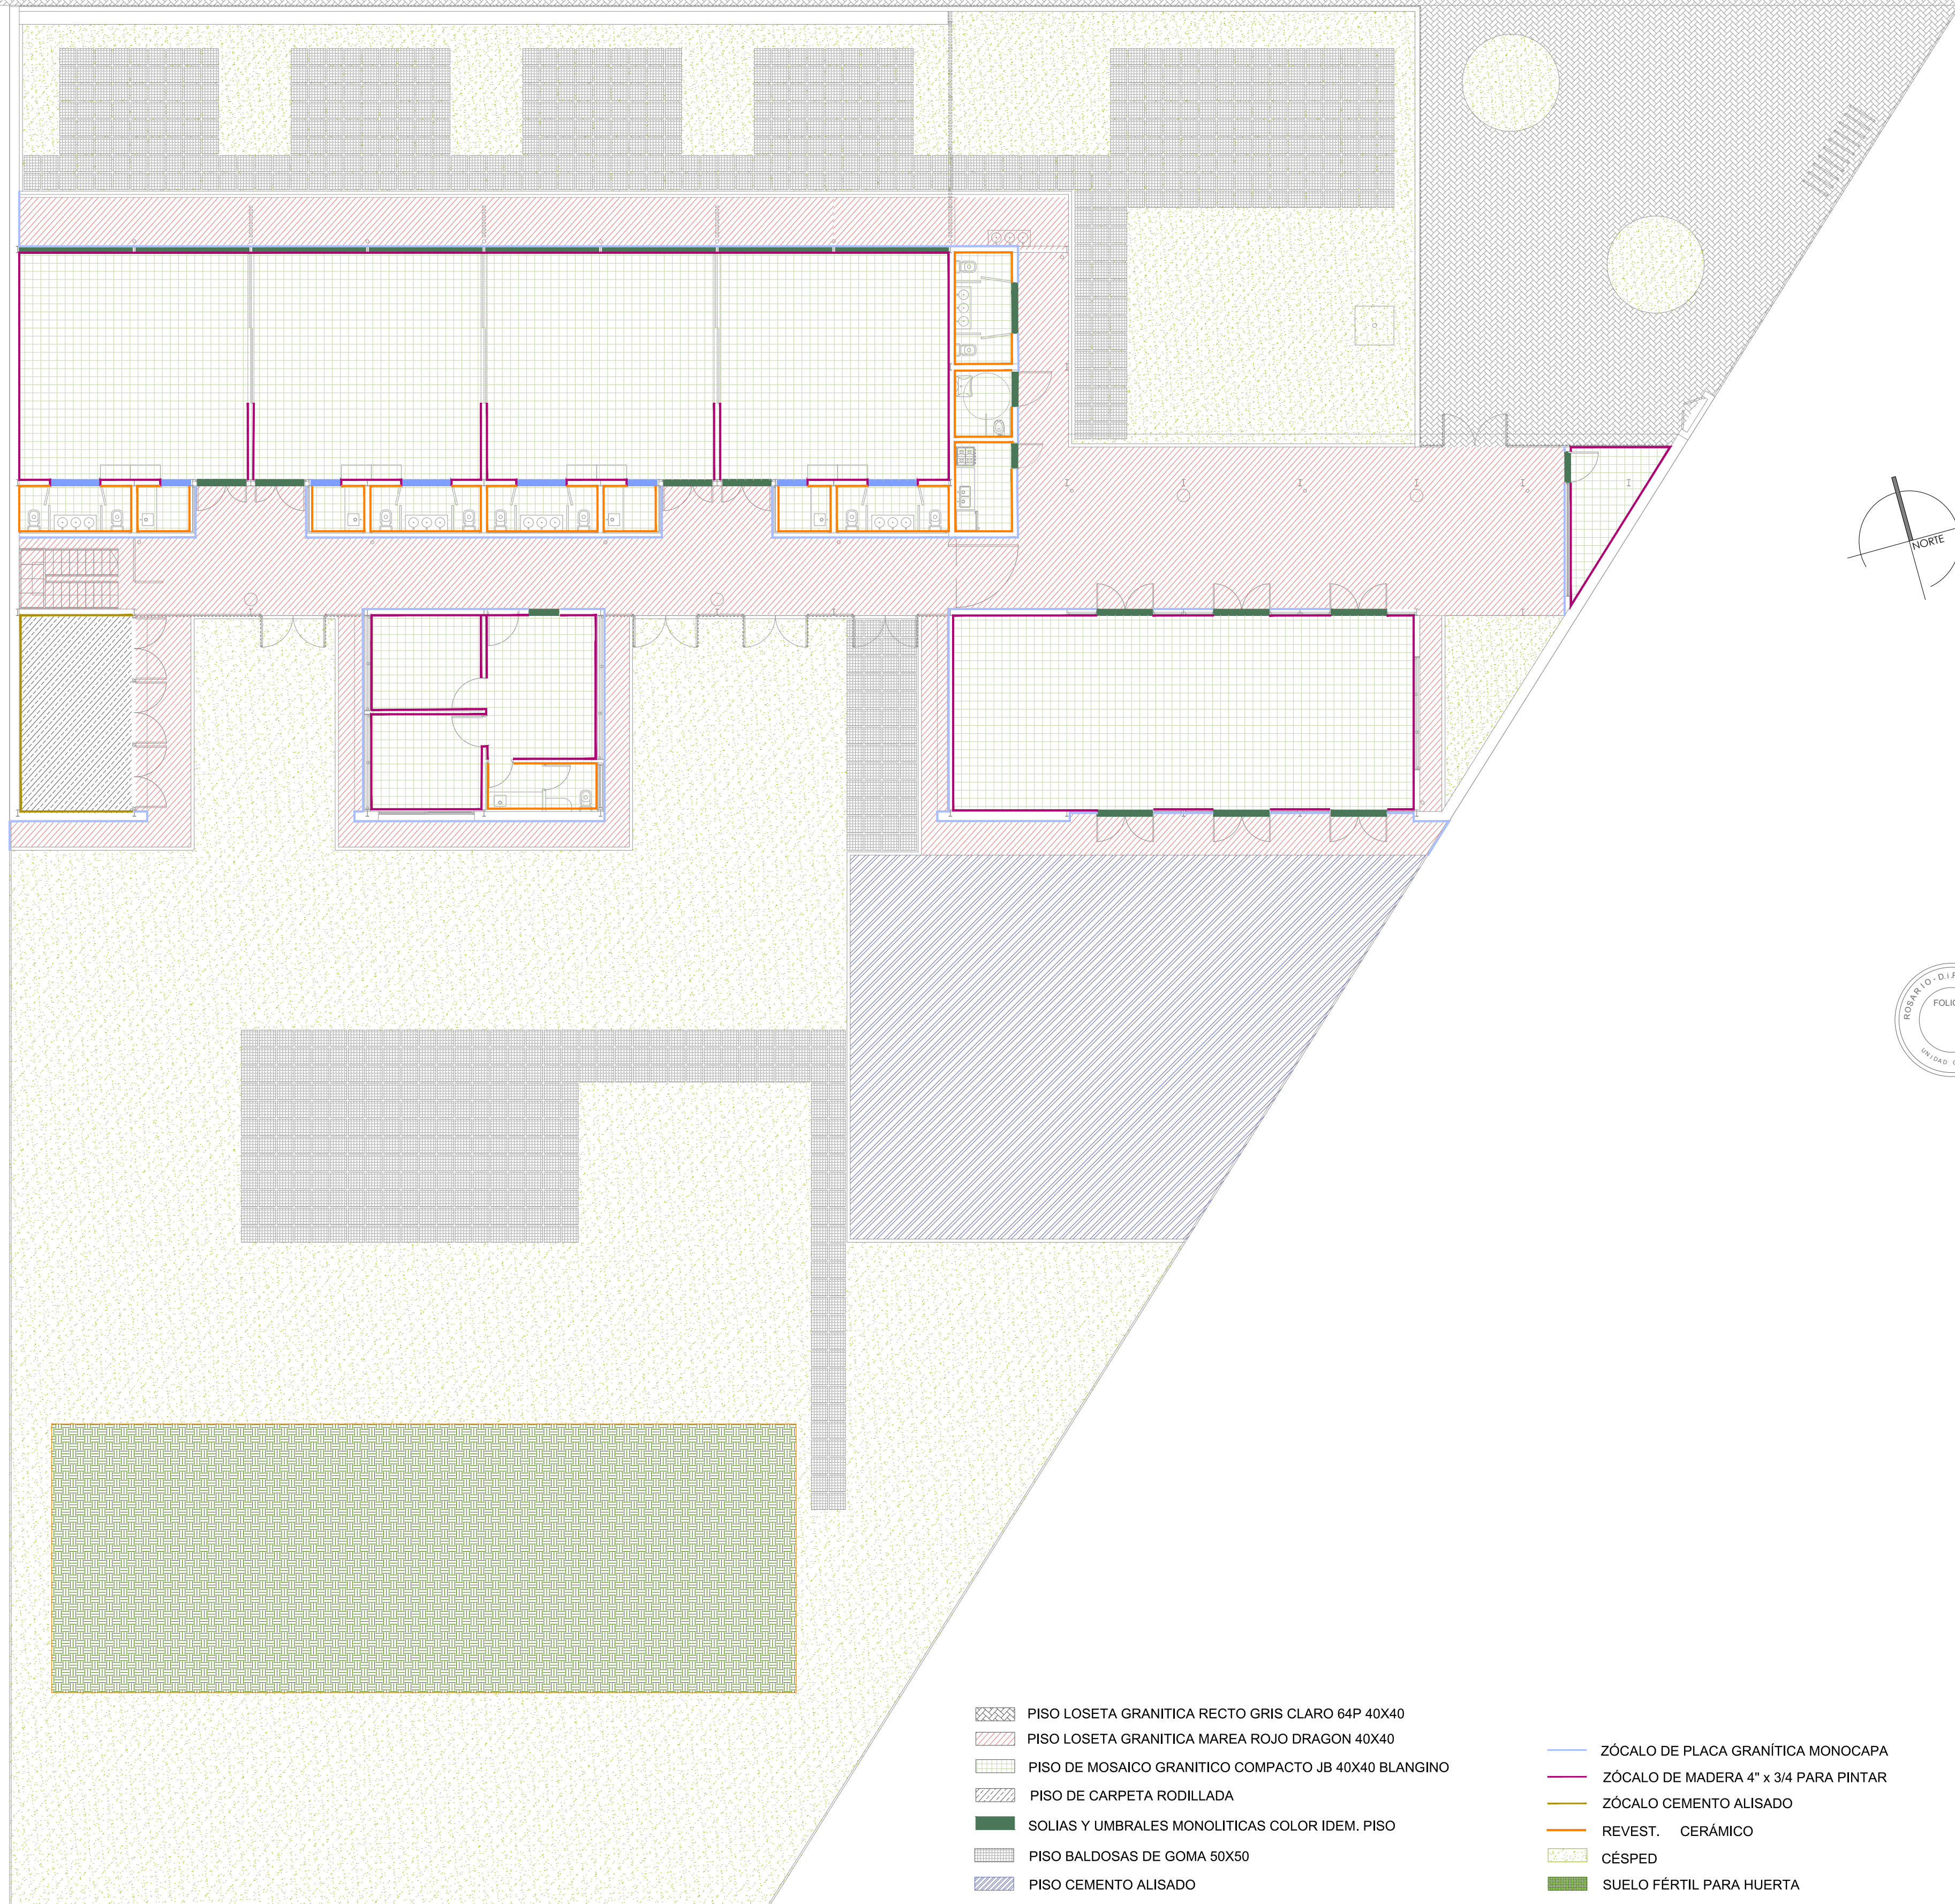 NORTE
ROSARIO - D.i.
FOLIO
UNIDAD
PISO LOSETA GRANITICA RECTO GRIS CLARO 64P 40X40
PISO LOSETA GRANITICA MAREA ROJO DRAGON 40X40
PISO DE MOSAICO GRANITICO COMPACTO JB 40X40 BLANGINO
PISO DE CARPETA RODILLADA
SOLIAS Y UMBRALES MONOLITICAS COLOR IDEM. PISO
PISO BALDOSAS DE GOMA 50X50
PISO CEMENTO ALISADO
ZÓCALO DE PLACA GRANÍTICA MONOCAPA
ZÓCALO DE MADERA 4" x 3/4 PARA PINTAR
ZÓCALO CEMENTO ALISADO
REVEST. CERÁMICO
CÉSPED
SUELO FÉRTIL PARA HUERTA